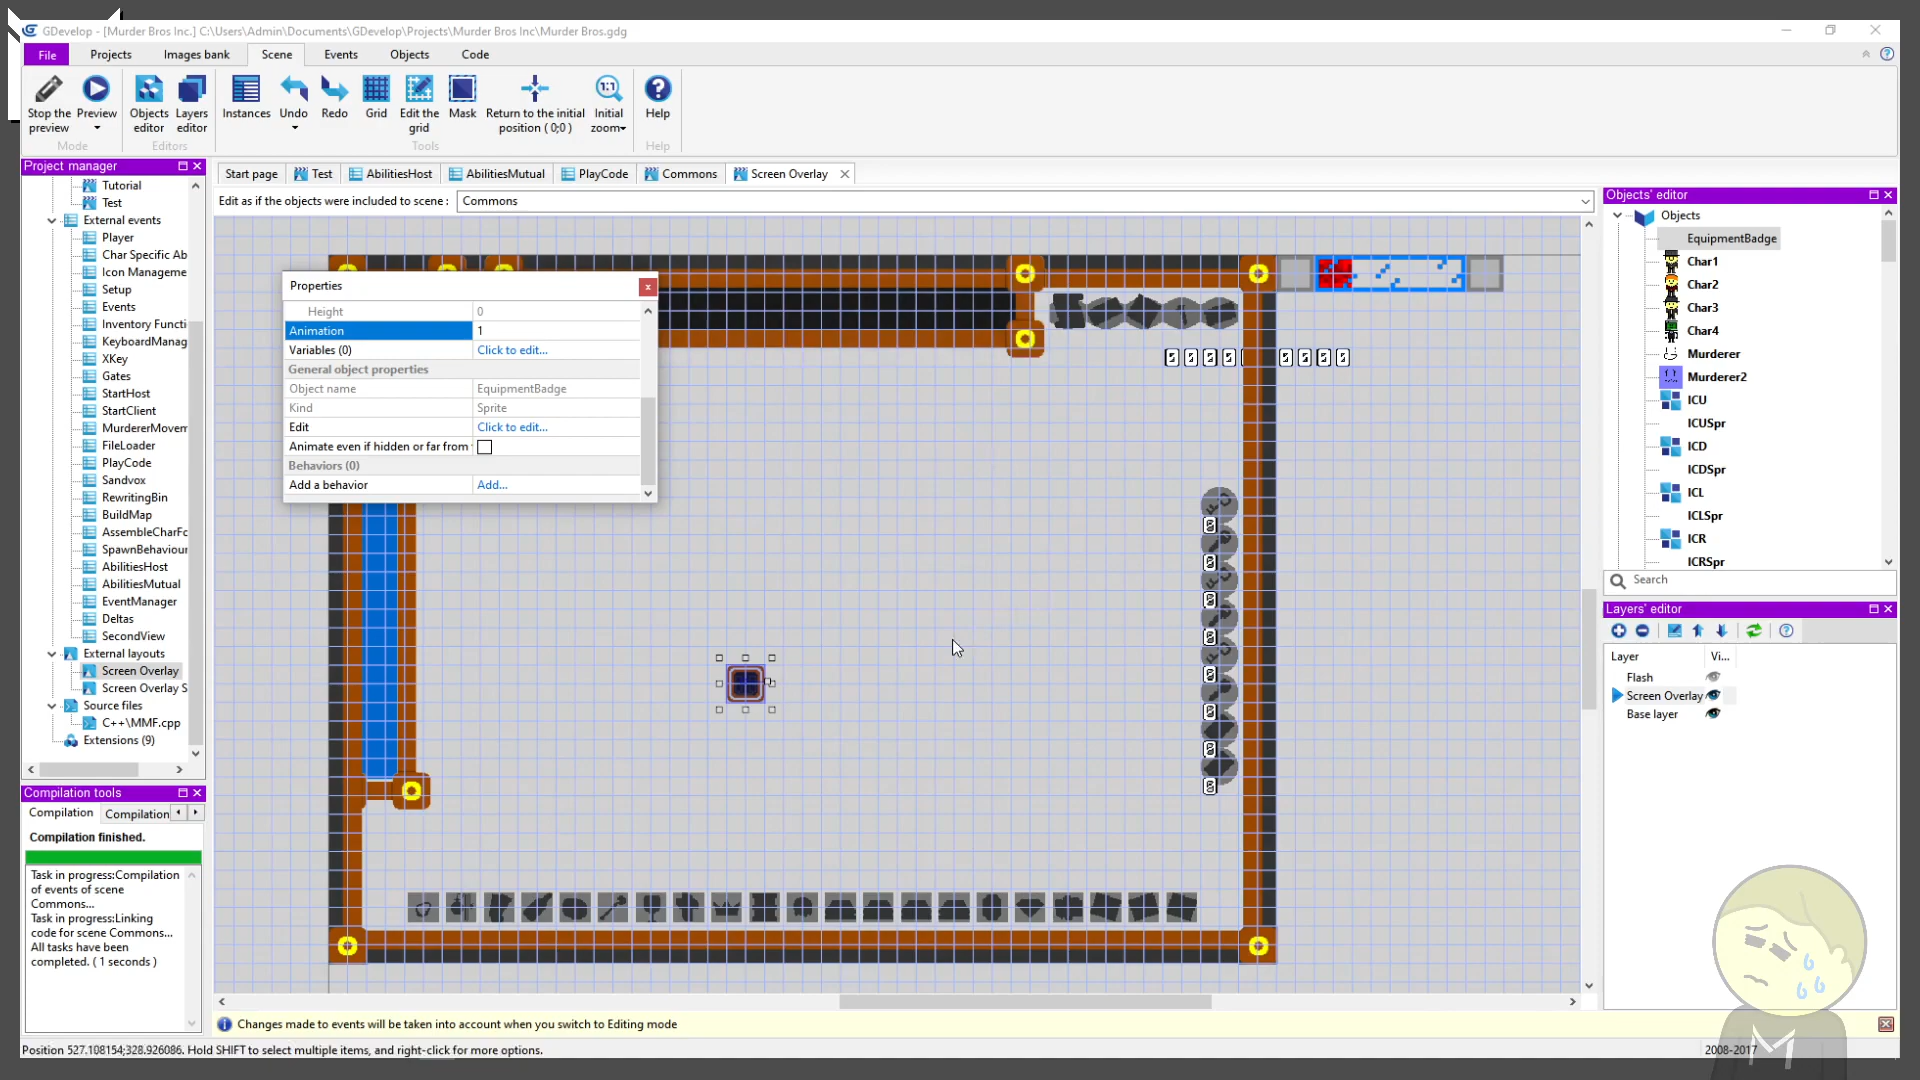 GDevelop - [Murder Bros Inc.] C:\Users\Admin\Documents\GDevelop\Projects\Murder Bros Inc\Murder Bros.gdg
File Projects Images bank Scene Events Objects Code
Stop the preview Preview Objects editor Layers editor Instances Undo Redo Grid Edit the grid Mask Return to the initial position ( 0;0 ) Initial zoom Help
Mode Editors Tools Help
Project manager
Start page Test AbilitiesHost AbilitiesMutual PlayCode Commons Screen Overlay
Edit as if the objects were included to scene : Commons
Tutorial
Test
External events
Player
Char Specific Ab
Icon Manageme
Setup
Events
Inventory Functi
KeyboardManag
XKey
Gates
StartHost
StartClient
MurdererMovem
FileLoader
PlayCode
Sandvox
RewritingBin
BuildMap
AssembleCharFo
SpawnBehaviour
AbilitiesHost
AbilitiesMutual
EventManager
Deltas
SecondView
External layouts
Screen Overlay
Screen Overlay S
Source files
C++\MMF.cpp
Extensions (9)
Compilation tools
Compilation Compilation
Compilation finished.
Task in progress:Compilation
of events of scene
Commons...
Task in progress:Linking
code for scene Commons...
All tasks have been
completed. ( 1 seconds )
Properties
Height 0
Animation 1
Variables (0) Click to edit...
General object properties
Object name EquipmentBadge
Kind Sprite
Edit Click to edit...
Animate even if hidden or far from
Behaviors (0)
Add a behavior Add...
Objects' editor
Objects
EquipmentBadge
Char1
Char2
Char3
Char4
Murderer
Murderer2
ICU
ICUSpr
ICD
ICDSpr
ICL
ICLSpr
ICR
ICRSpr
Search
Layers' editor
Layer Vi...
Flash
Screen Overlay
Base layer
Changes made to events will be taken into account when you switch to Editing mode
Position 527.108154;328.926086. Hold SHIFT to select multiple items, and right-click for more options.
2008-2017